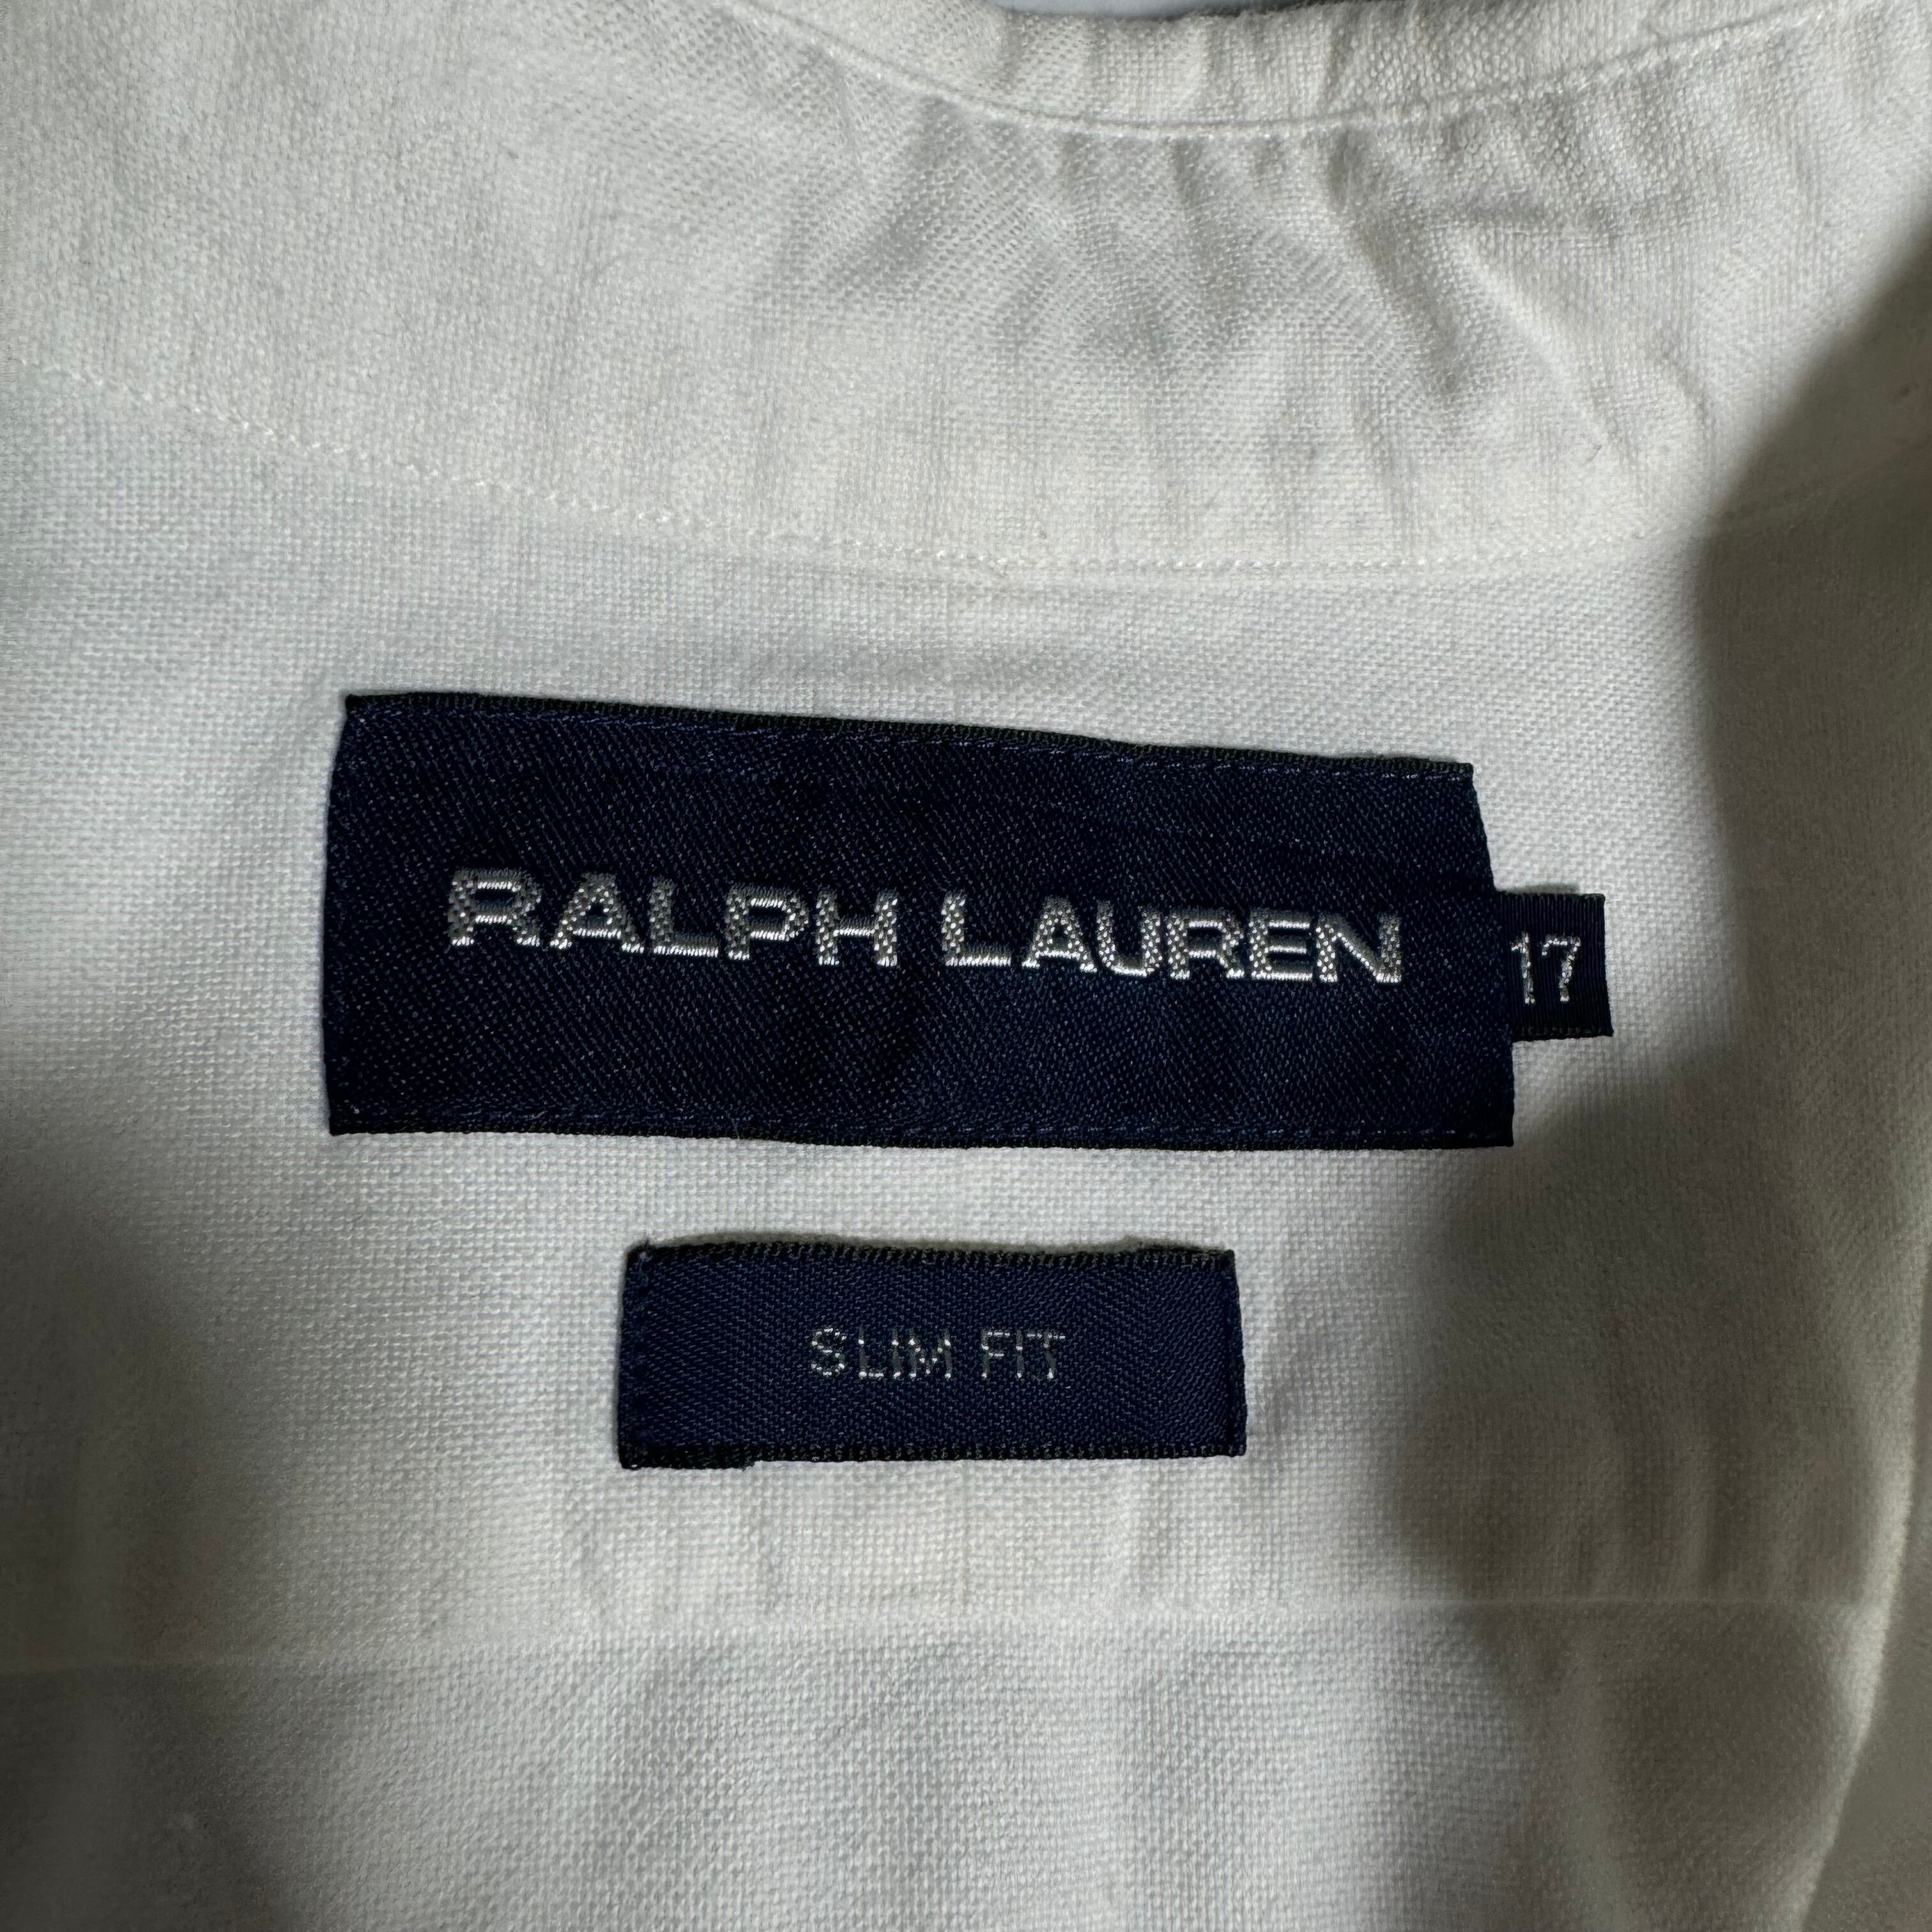 RALPH LAUREN
17
SLIM FIT